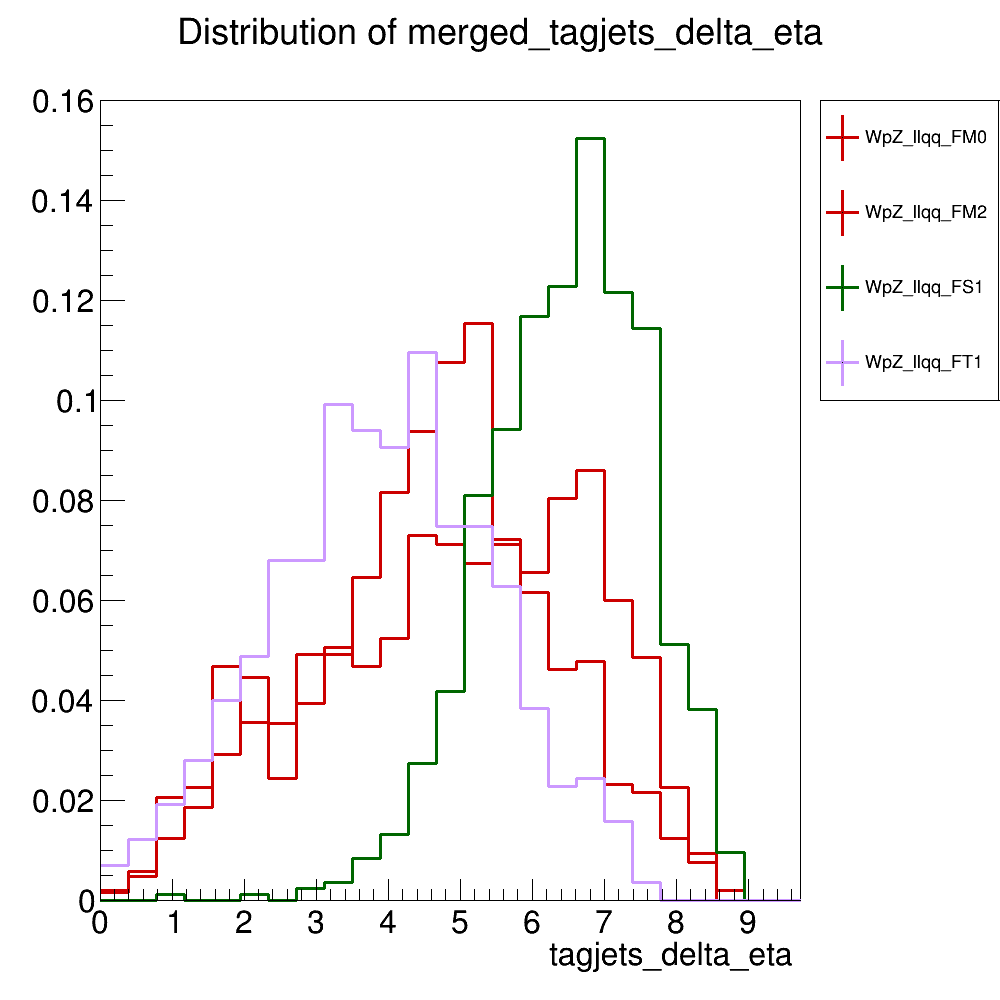 Distribution of merged_tagjets_delta_eta
0.16
0.14
0.12
0.1
0.08
0.06
0.04
0.02
0
0 1 2 3 4 5 6 7 8 9
tagjets_delta_eta
WpZ_llqq_FM0
WpZ_llqq_FM2
WpZ_llqq_FS1
WpZ_llqq_FT1